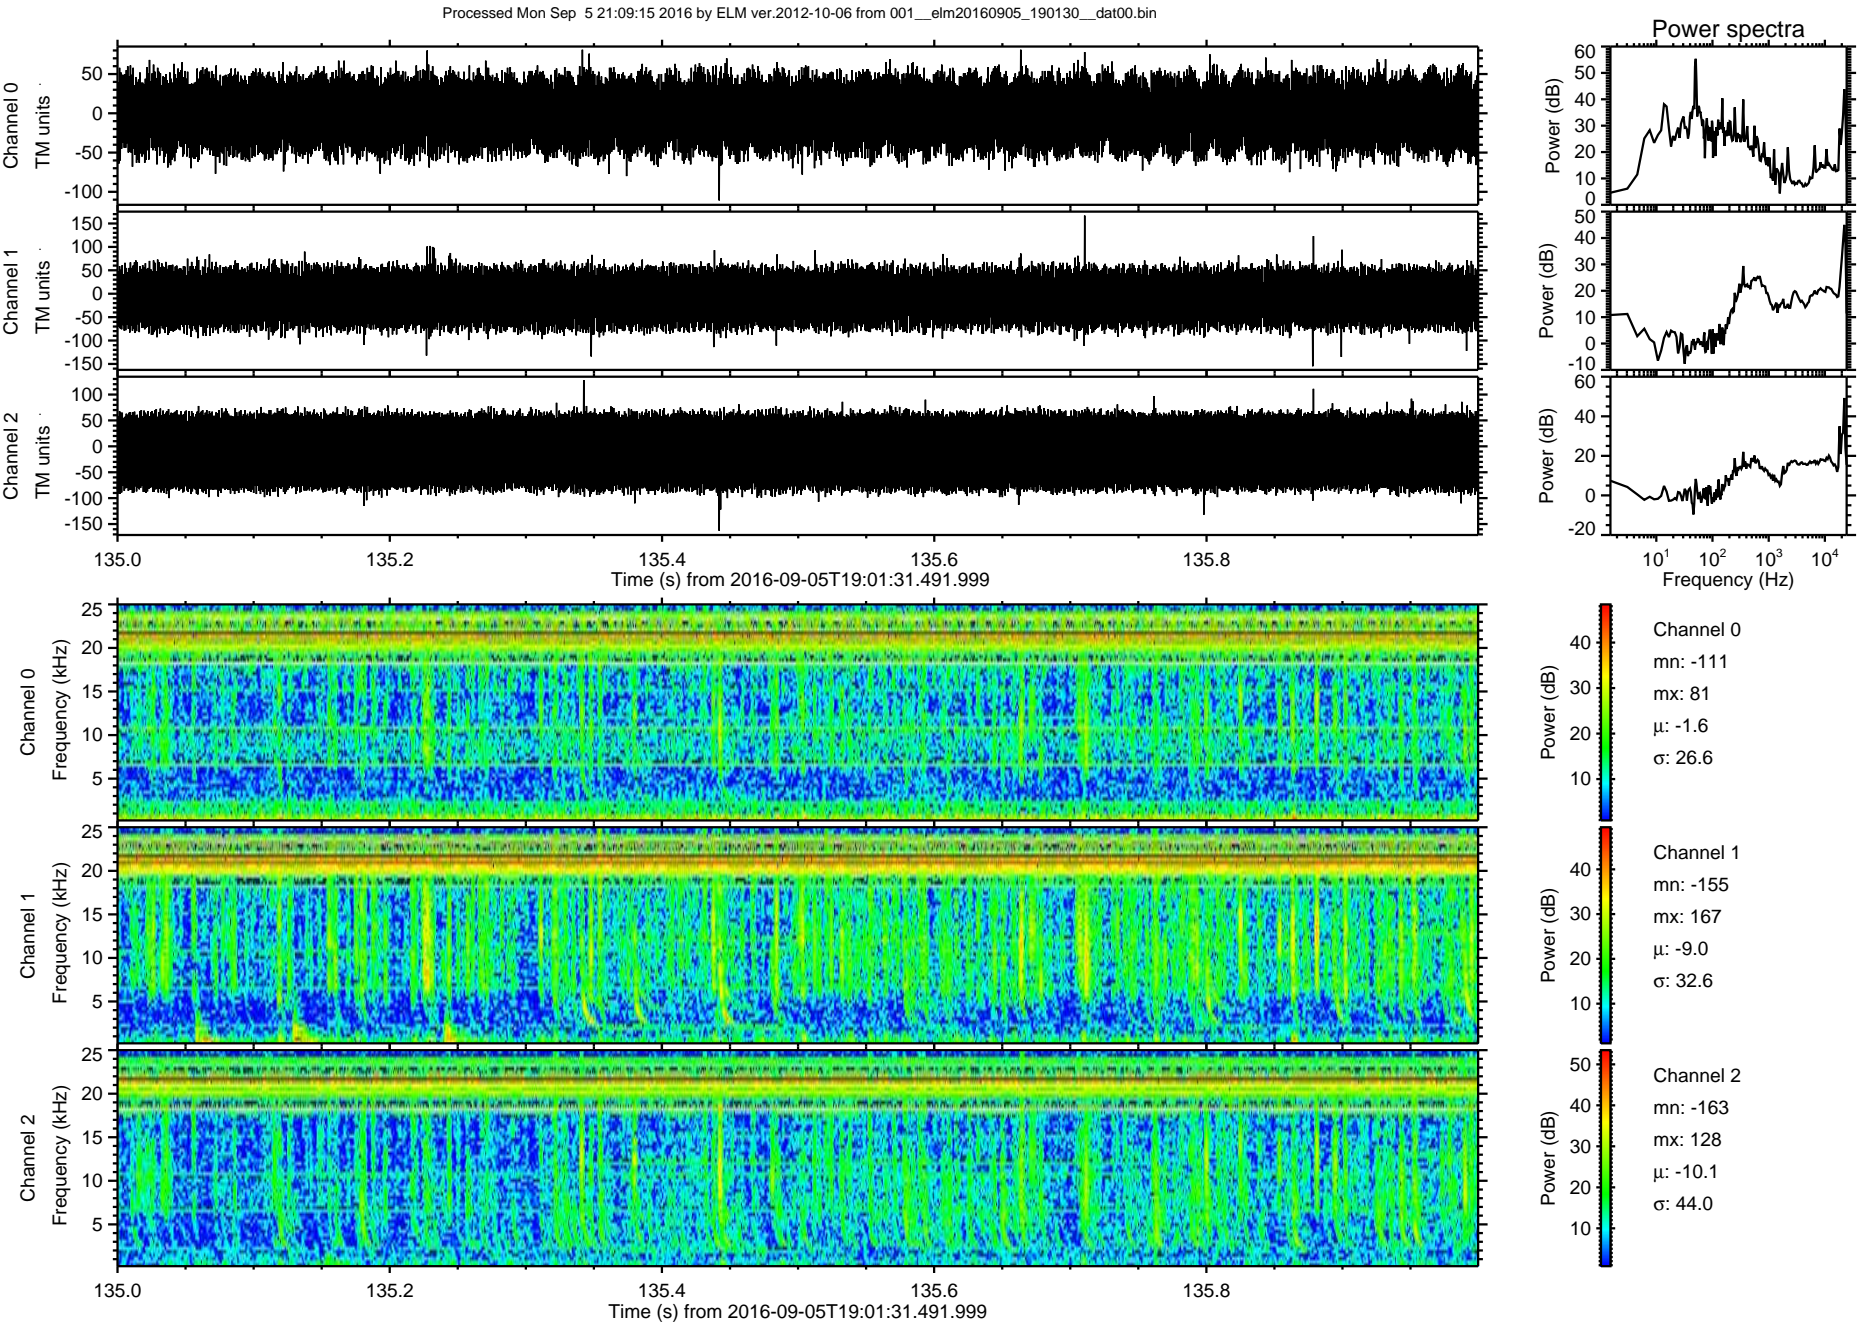 Processed Mon Sep  5 21:09:15 2016 by ELM ver.2012-10-06 from 001__elm20160905_190130__dat00.bin
Power spectra
Channel 0
TM units
50
0
-50
-100
Power (dB)
60
50
40
30
20
10
0
Channel 1
TM units
150
100
50
0
-50
-100
-150
Power (dB)
50
40
30
20
10
0
-10
Channel 2
TM units
100
50
0
-50
-100
-150
Power (dB)
60
40
20
0
-20
135.0 135.2 135.4 135.6 135.8
Time (s) from 2016-09-05T19:01:31.491.999
10^1 10^2 10^3 10^4
Frequency (Hz)
Channel 0
Frequency (kHz)
25
20
15
10
5
Power (dB)
40
30
20
10
Channel 0
mn: -111
mx: 81
μ: -1.6
σ: 26.6
Channel 1
Frequency (kHz)
25
20
15
10
5
Power (dB)
40
30
20
10
Channel 1
mn: -155
mx: 167
μ: -9.0
σ: 32.6
Channel 2
Frequency (kHz)
25
20
15
10
5
Power (dB)
50
40
30
20
10
Channel 2
mn: -163
mx: 128
μ: -10.1
σ: 44.0
135.0 135.2 135.4 135.6 135.8
Time (s) from 2016-09-05T19:01:31.491.999